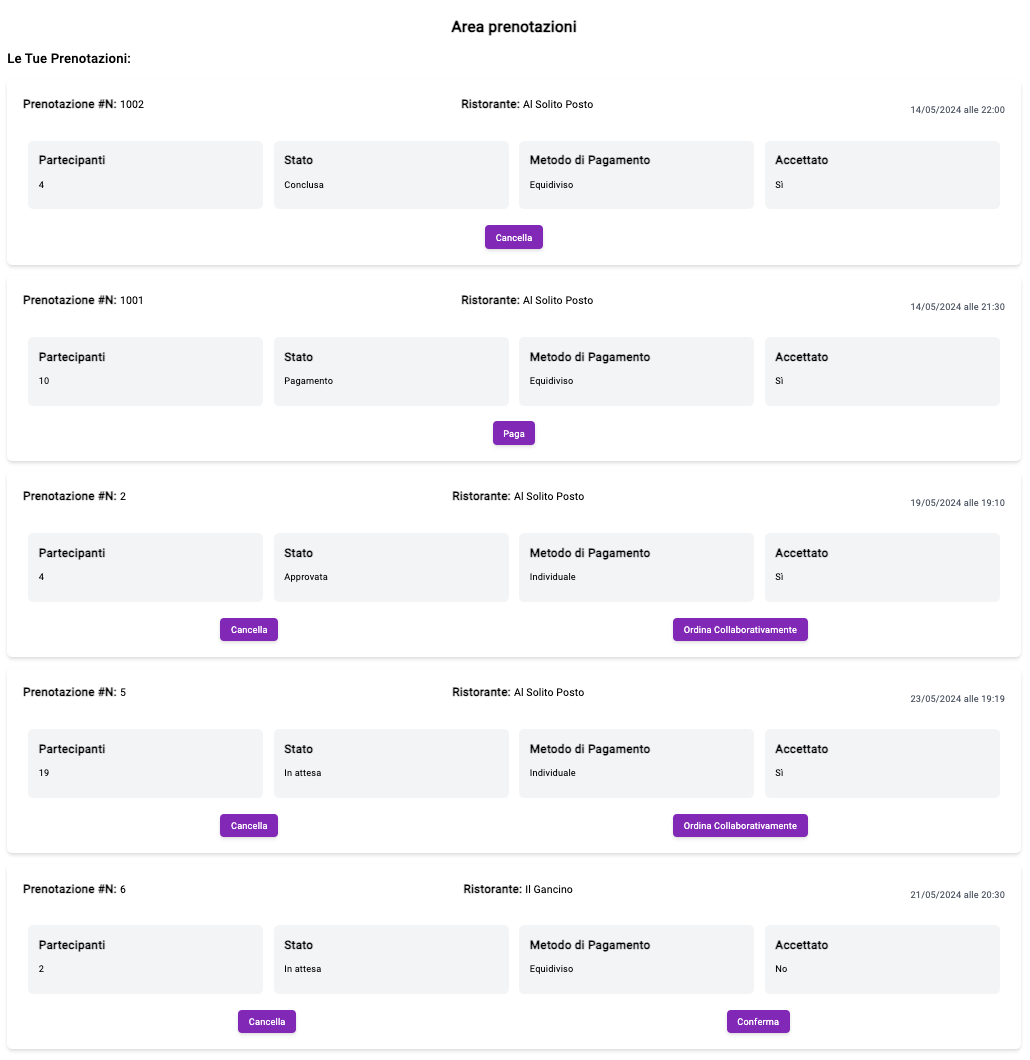 Area prenotazioni
Le Tue Prenotazioni:
Prenotazione #N: 1002 Ristorante: Al Solito Posto 14/05/2024 alle 22:00
Partecipanti Stato Metodo di Pagamento Accettato
4 Conclusa Equidiviso Sì
Cancella
Prenotazione #N: 1001 Ristorante: Al Solito Posto 14/05/2024 alle 21:30
Partecipanti Stato Metodo di Pagamento Accettato
10 Pagamento Equidiviso Sì
Paga
Prenotazione #N: 2 Ristorante: Al Solito Posto 19/05/2024 alle 19:10
Partecipanti Stato Metodo di Pagamento Accettato
4 Approvata Individuale Sì
Cancella Ordina Collaborativamente
Prenotazione #N: 5 Ristorante: Al Solito Posto 23/05/2024 alle 19:19
Partecipanti Stato Metodo di Pagamento Accettato
19 In attesa Individuale Sì
Cancella Ordina Collaborativamente
Prenotazione #N: 6 Ristorante: Il Gancino 21/05/2024 alle 20:30
Partecipanti Stato Metodo di Pagamento Accettato
2 In attesa Equidiviso No
Cancella Conferma